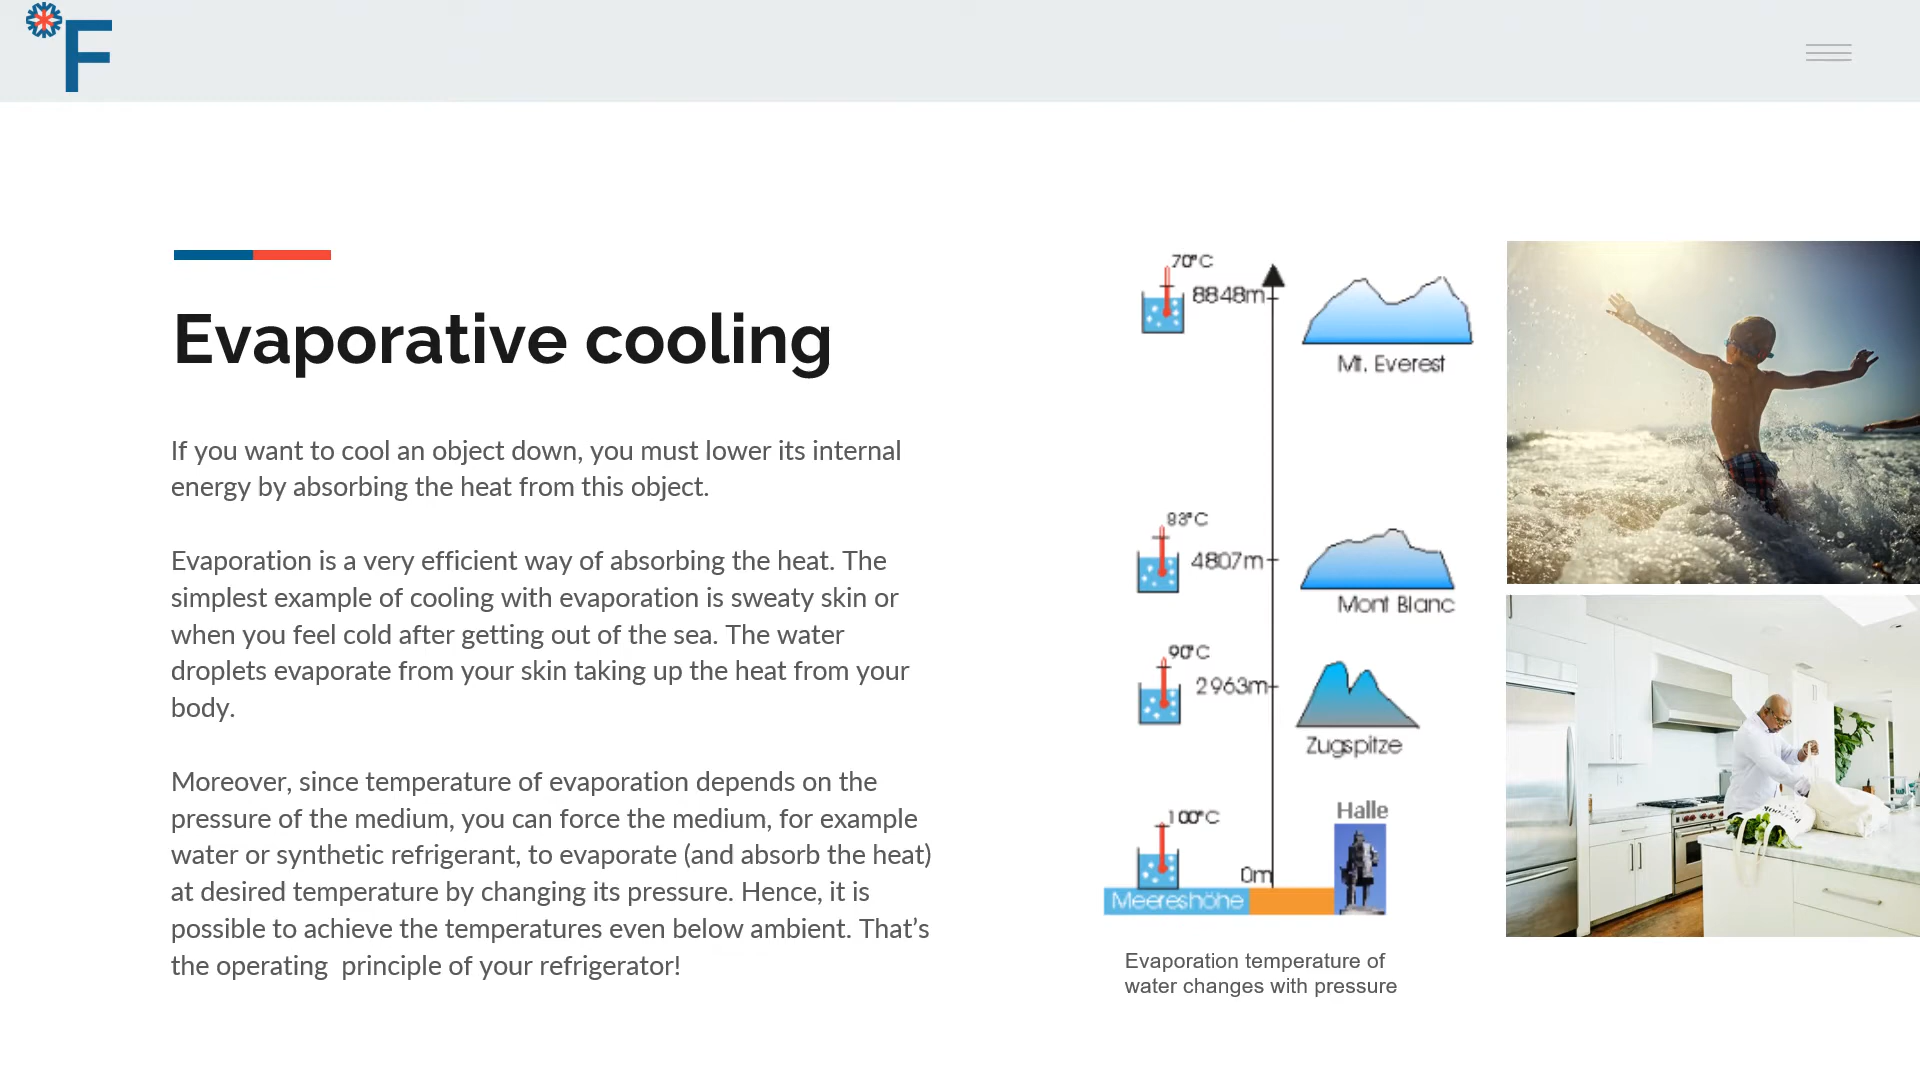 F
Evaporative cooling
If you want to cool an object down, you must lower its internal
energy by absorbing the heat from this object.
Evaporation is a very efficient way of absorbing the heat. The
simplest example of cooling with evaporation is sweaty skin or
when you feel cold after getting out of the sea. The water
droplets evaporate from your skin taking up the heat from your
body.
Moreover, since temperature of evaporation depends on the
pressure of the medium, you can force the medium, for example
water or synthetic refrigerant, to evaporate (and absorb the heat)
at desired temperature by changing its pressure. Hence, it is
possible to achieve the temperatures even below ambient. That’s
the operating  principle of your refrigerator!
70°C
8848m
Mt. Everest
83°C
4807m
Mont Blanc
90°C
2963m
Zugspitze
Halle
100°C
0m
Meereshöhe
Evaporation temperature of
water changes with pressure